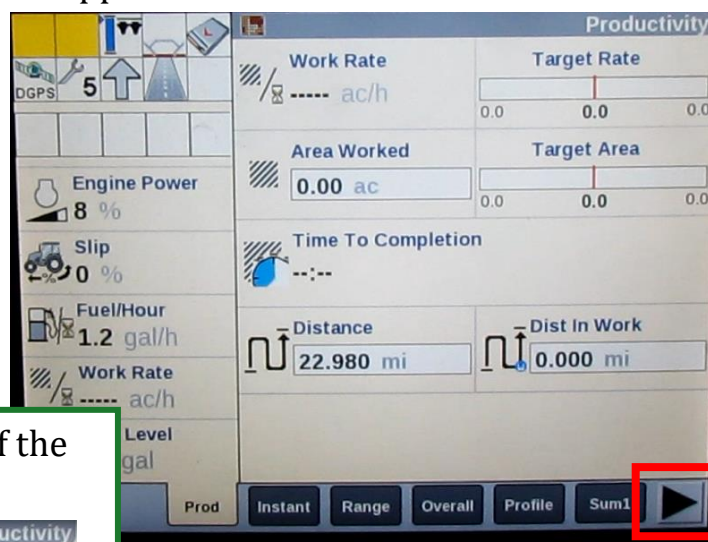 Productivity
DGPS 5
Work Rate
----- ac/h
Target Rate
0.0 0.0 0.0
Area Worked
0.00 ac
Target Area
0.0 0.0 0.0
Engine Power
8 %
Slip
0 %
Time To Completion
--:--
Fuel/Hour
1.2 gal/h
Distance
22.980 mi
Dist In Work
0.000 mi
Work Rate
----- ac/h
Level
gal
f the
uctivity
Prod Instant Range Overall Profile Sum1